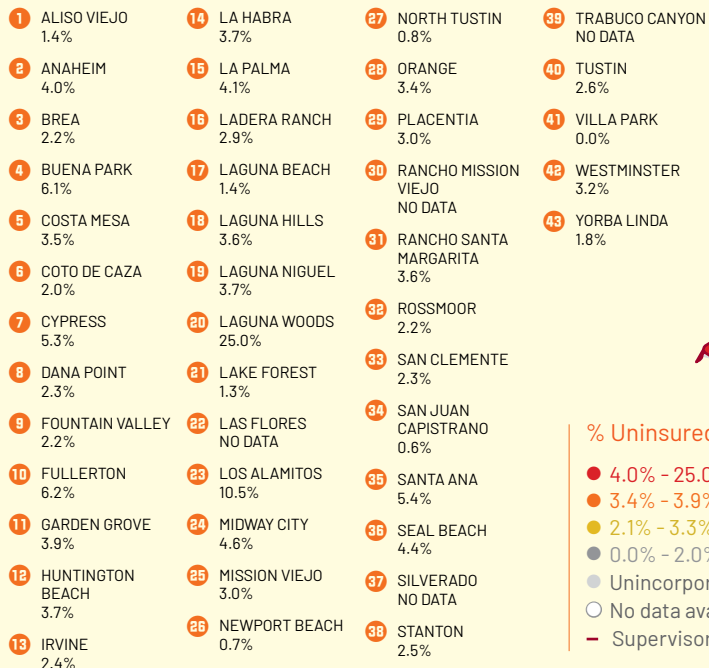 1 ALISO VIEJO
1.4%
2 ANAHEIM
4.0%
3 BREA
2.2%
4 BUENA PARK
6.1%
5 COSTA MESA
3.5%
6 COTO DE CAZA
2.0%
7 CYPRESS
5.3%
8 DANA POINT
2.3%
9 FOUNTAIN VALLEY
2.2%
10 FULLERTON
6.2%
11 GARDEN GROVE
3.9%
12 HUNTINGTON
BEACH
3.7%
13 IRVINE
2.4%
14 LA HABRA
3.7%
15 LA PALMA
4.1%
16 LADERA RANCH
2.9%
17 LAGUNA BEACH
1.4%
18 LAGUNA HILLS
3.6%
19 LAGUNA NIGUEL
3.7%
20 LAGUNA WOODS
25.0%
21 LAKE FOREST
1.3%
22 LAS FLORES
NO DATA
23 LOS ALAMITOS
10.5%
24 MIDWAY CITY
4.6%
25 MISSION VIEJO
3.0%
26 NEWPORT BEACH
0.7%
27 NORTH TUSTIN
0.8%
28 ORANGE
3.4%
29 PLACENTIA
3.0%
30 RANCHO MISSION
VIEJO
NO DATA
31 RANCHO SANTA
MARGARITA
3.6%
32 ROSSMOOR
2.2%
33 SAN CLEMENTE
2.3%
34 SAN JUAN
CAPISTRANO
0.6%
35 SANTA ANA
5.4%
36 SEAL BEACH
4.4%
37 SILVERADO
NO DATA
38 STANTON
2.5%
39 TRABUCO CANYON
NO DATA
40 TUSTIN
2.6%
41 VILLA PARK
0.0%
42 WESTMINSTER
3.2%
43 YORBA LINDA
1.8%
% Uninsured
4.0% - 25.0
3.4% - 3.9%
2.1% - 3.3%
0.0% - 2.0%
Unincorpor
No data ava
Supervisor